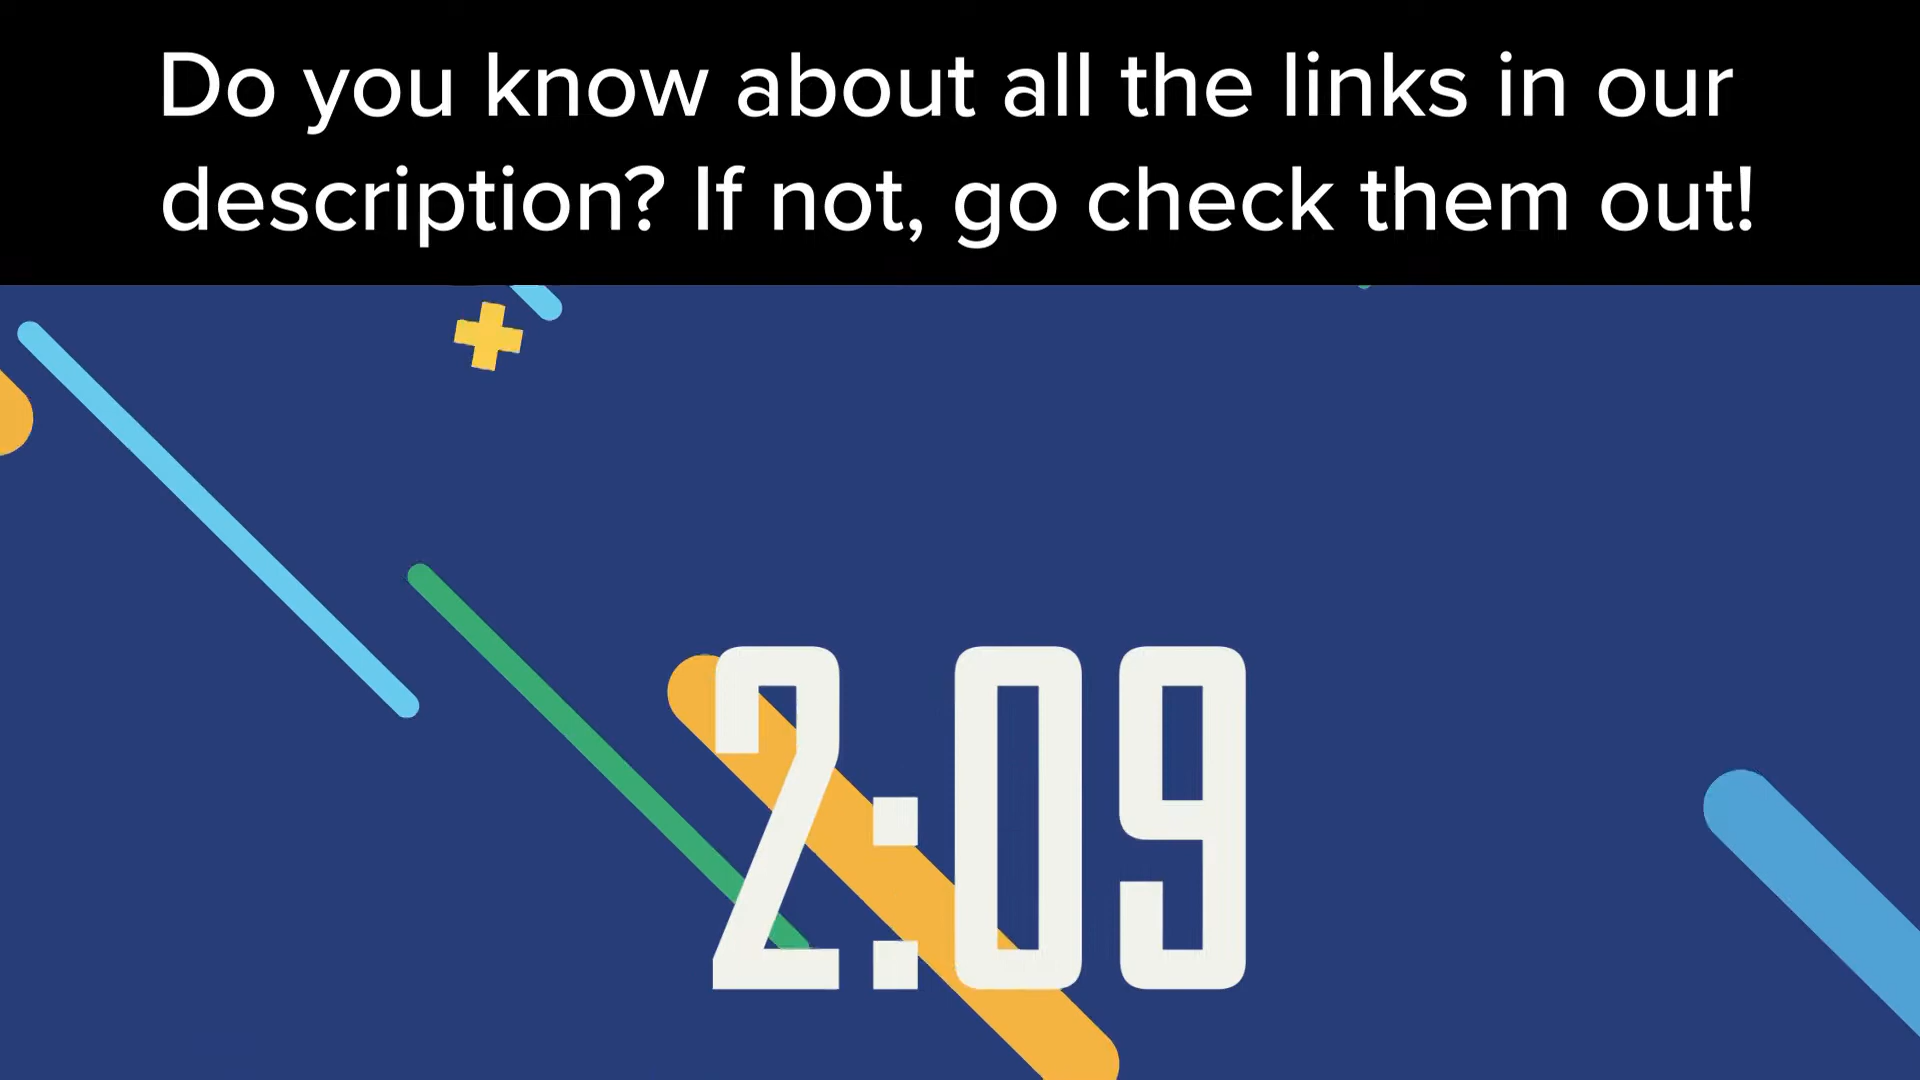 Do you know about all the links in our
description? If not, go check them out!
2:09